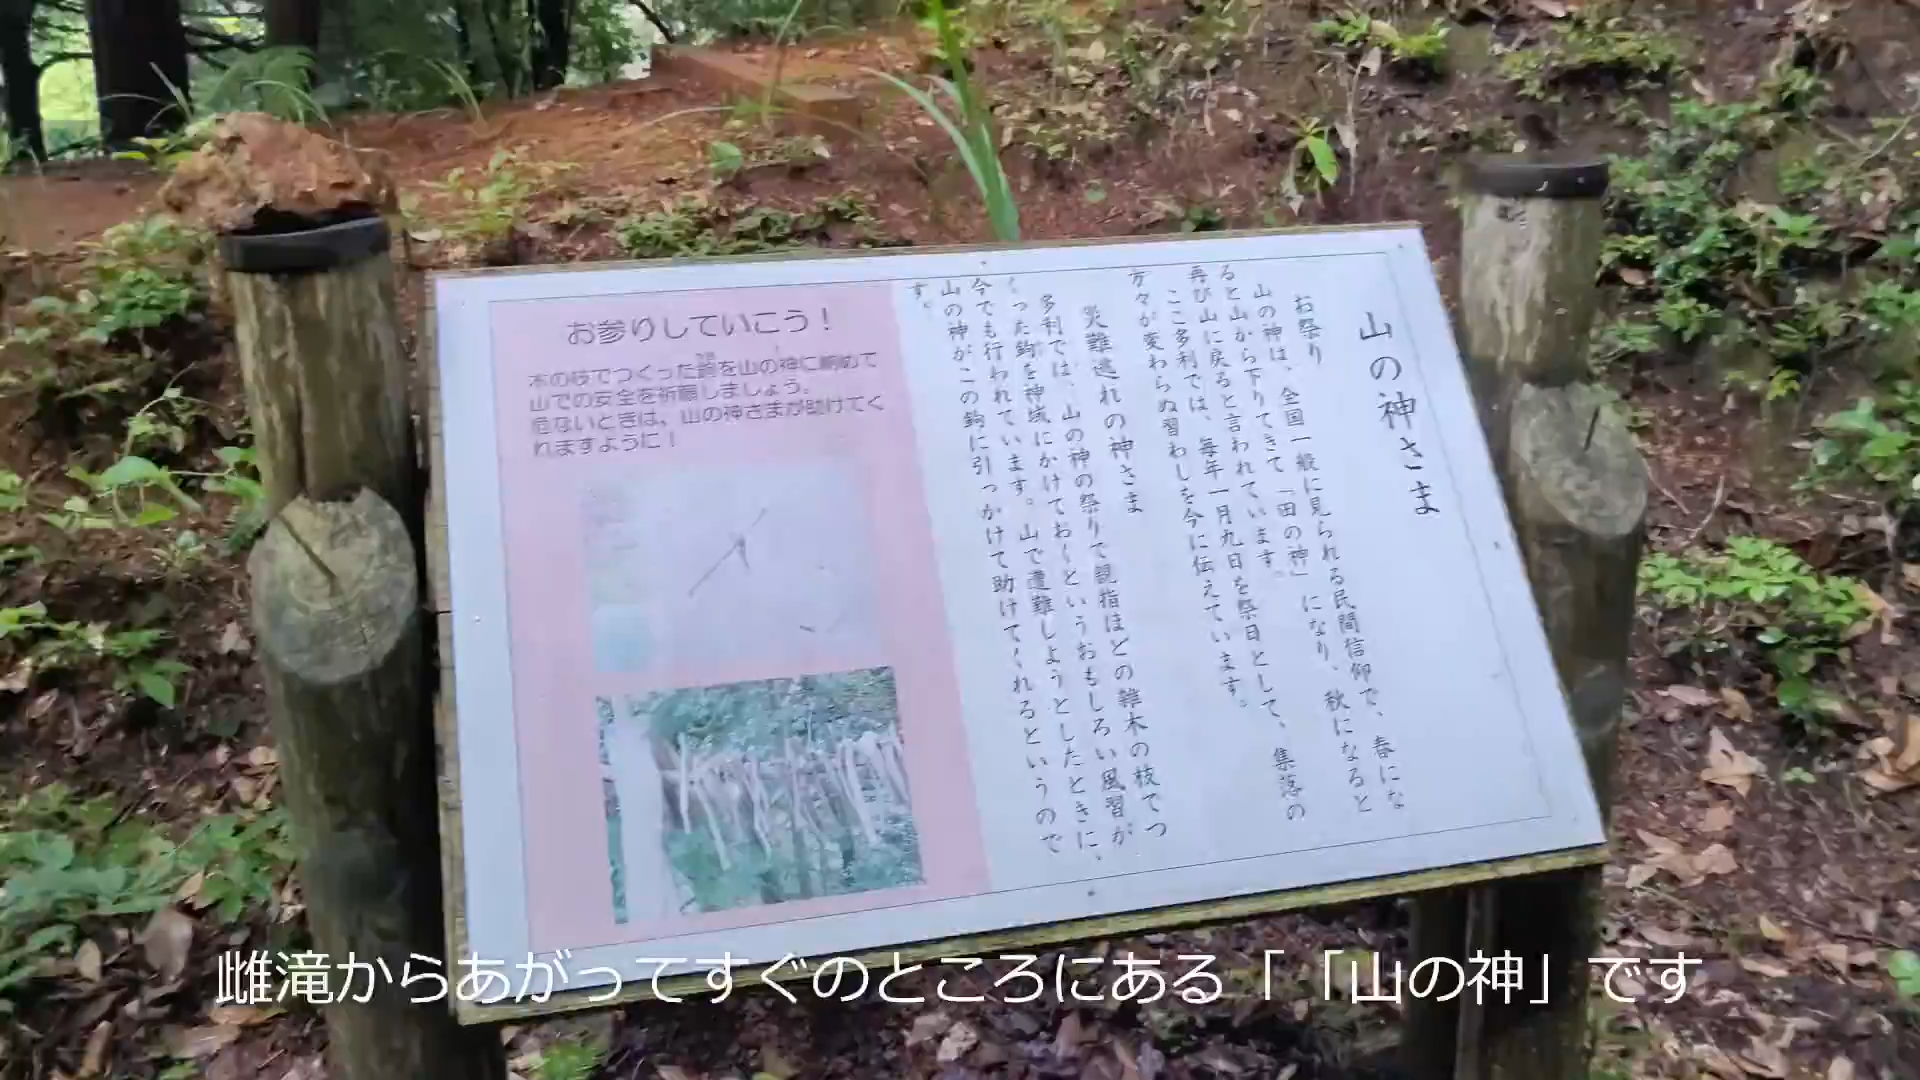 山の神さま
お祭り
山の神は、全国一般に見られる民間信仰で、春にな
ると山から下りてきて「田の神」になり、秋になると
再び山に戻ると言われています。
ここ多利では、毎年一月九日を祭日として、集落の
方々が変わらぬ習わしを今に伝えています。
災難逃れの神さま
多利では、山の神の祭りで親指ほどの雑木の枝でつ
くった鈎を神域にかけておくというおもしろい風習が
今でも行われています。山で遭難しようとしたときに、
山の神がこの鈎に引っかけて助けてくれるというので
す。
お参りしていこう！
木の枝でつくった鈎を山の神に納めて
山での安全を祈願しましょう。
危ないときは、山の神さまが助けてく
れますように！
雌滝からあがってすぐのところにある「「山の神」です